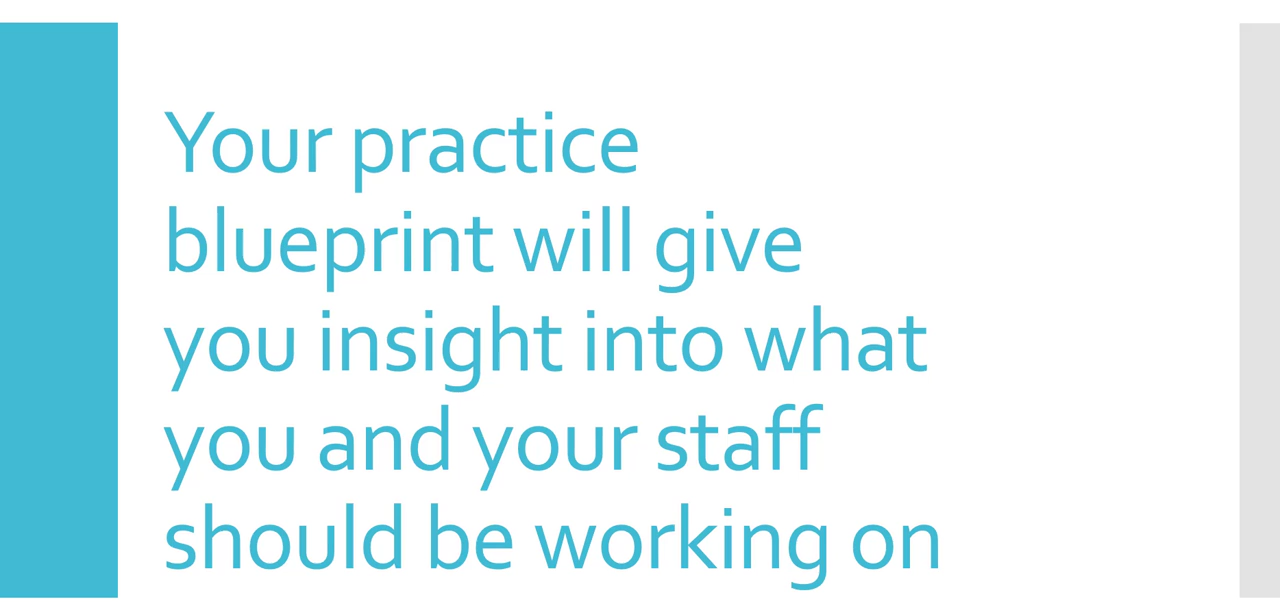 Your practice
blueprint will give
you insight into what
you and your staff
should be working on